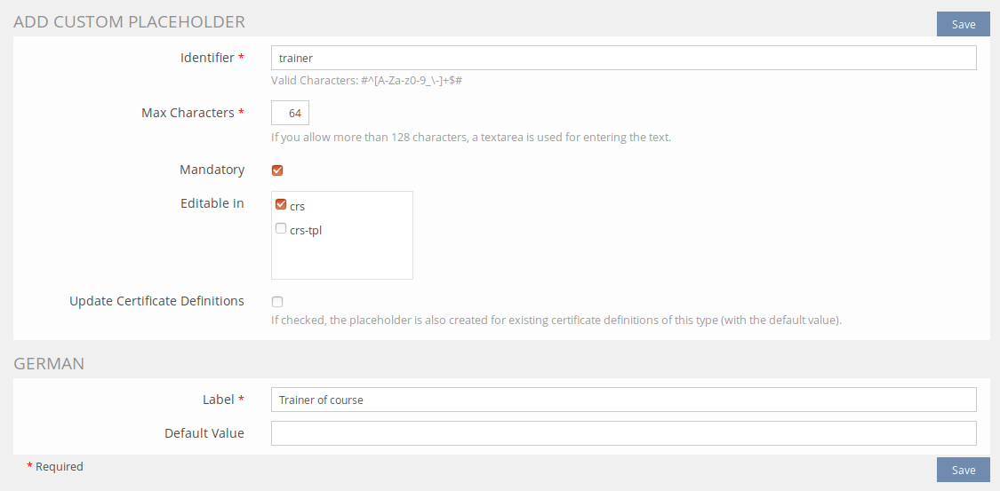 ADD CUSTOM PLACEHOLDER
Save
Identifier * trainer
Valid Characters: #^[A-Za-z0-9_\-]+$#
Max Characters * 64
If you allow more than 128 characters, a textarea is used for entering the text.
Mandatory
Editable in crs
crs-tpl
Update Certificate Definitions
If checked, the placeholder is also created for existing certificate definitions of this type (with the default value).
GERMAN
Label * Trainer of course
Default Value
* Required
Save